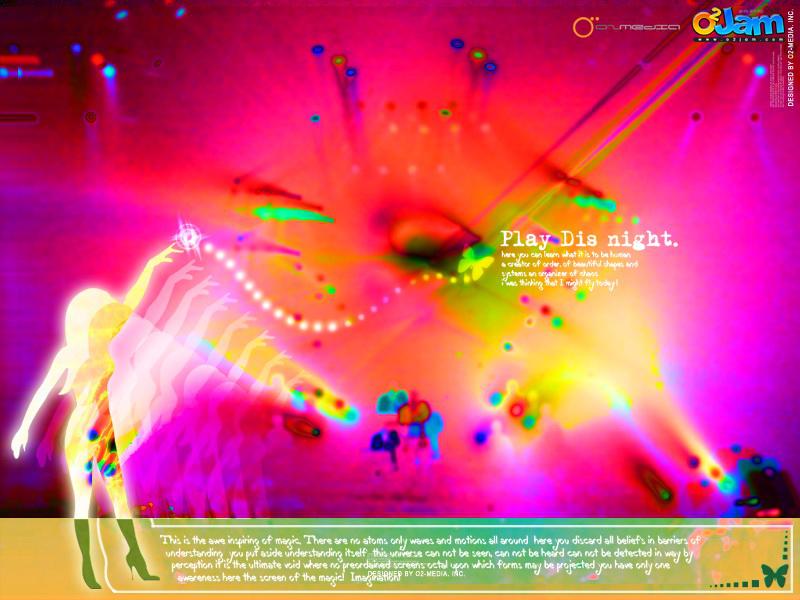 O2-MEDIA
O2Jam
www.o2jam.com
DESIGNED BY O2-MEDIA, INC.
Play Dis night.
here you can learn what it is to be human
a creator of order, of beautiful shapes and
systems an organizer of chaos
i was thinking that I might fly today!
This is the awe inspiring of magic, There are no atoms only waves and motions all around here you discard all beliefs in barriers of
understanding you put aside understanding itself this universe can not be seen, can not be heard can not be detected in way by
perception it is the ultimate void where no preordained screens octal upon which forms may be projected you have only one
awareness here the screen of the magic! Imagination!
DESIGNED BY O2-MEDIA, INC.